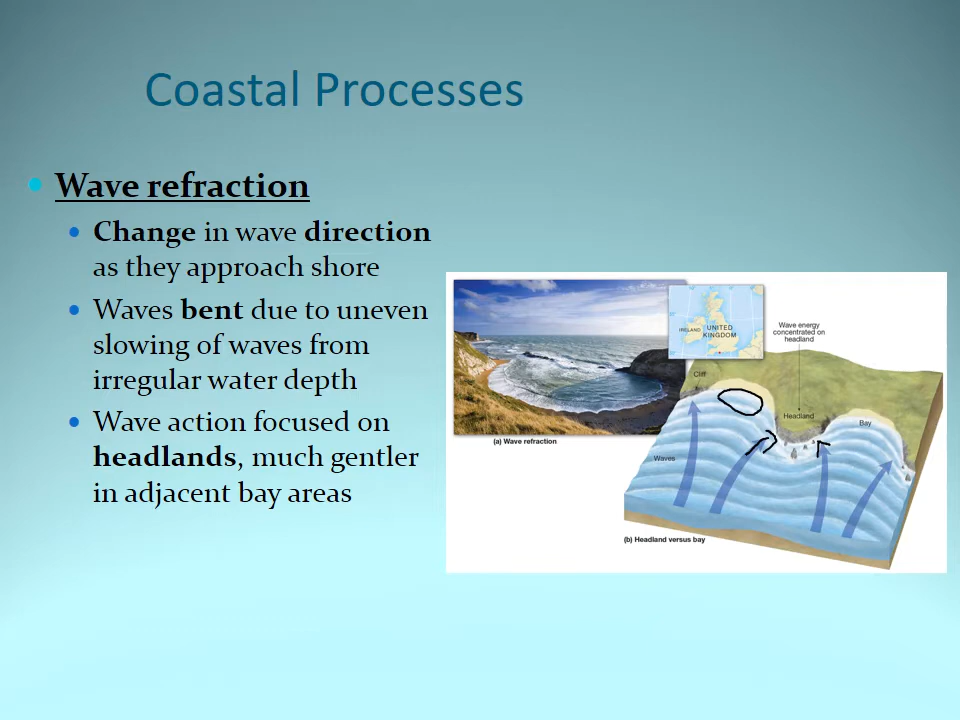 Coastal Processes
Wave refraction
Change in wave direction
as they approach shore
Waves bent due to uneven
slowing of waves from
irregular water depth
Wave action focused on
headlands, much gentler
in adjacent bay areas
IRELAND
UNITED
KINGDOM
(a) Wave refraction
Wave energy
concentrated on
headland
Cliff
Headland
Bay
Waves
(b) Headland versus bay